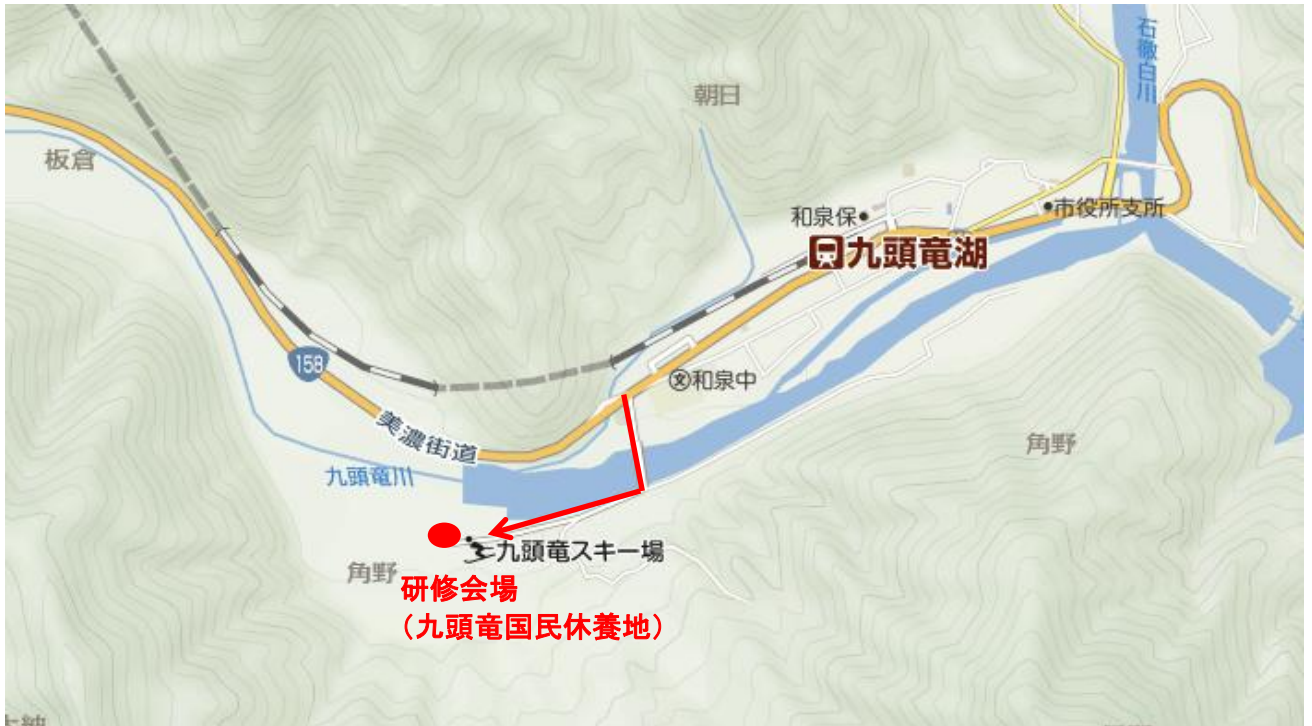 石徹白川
朝日
板倉
和泉保
市役所支所
九頭竜湖
158
文和泉中
美濃街道
角野
九頭竜川
九頭竜スキー場
角野
研修会場
（九頭竜国民休養地）